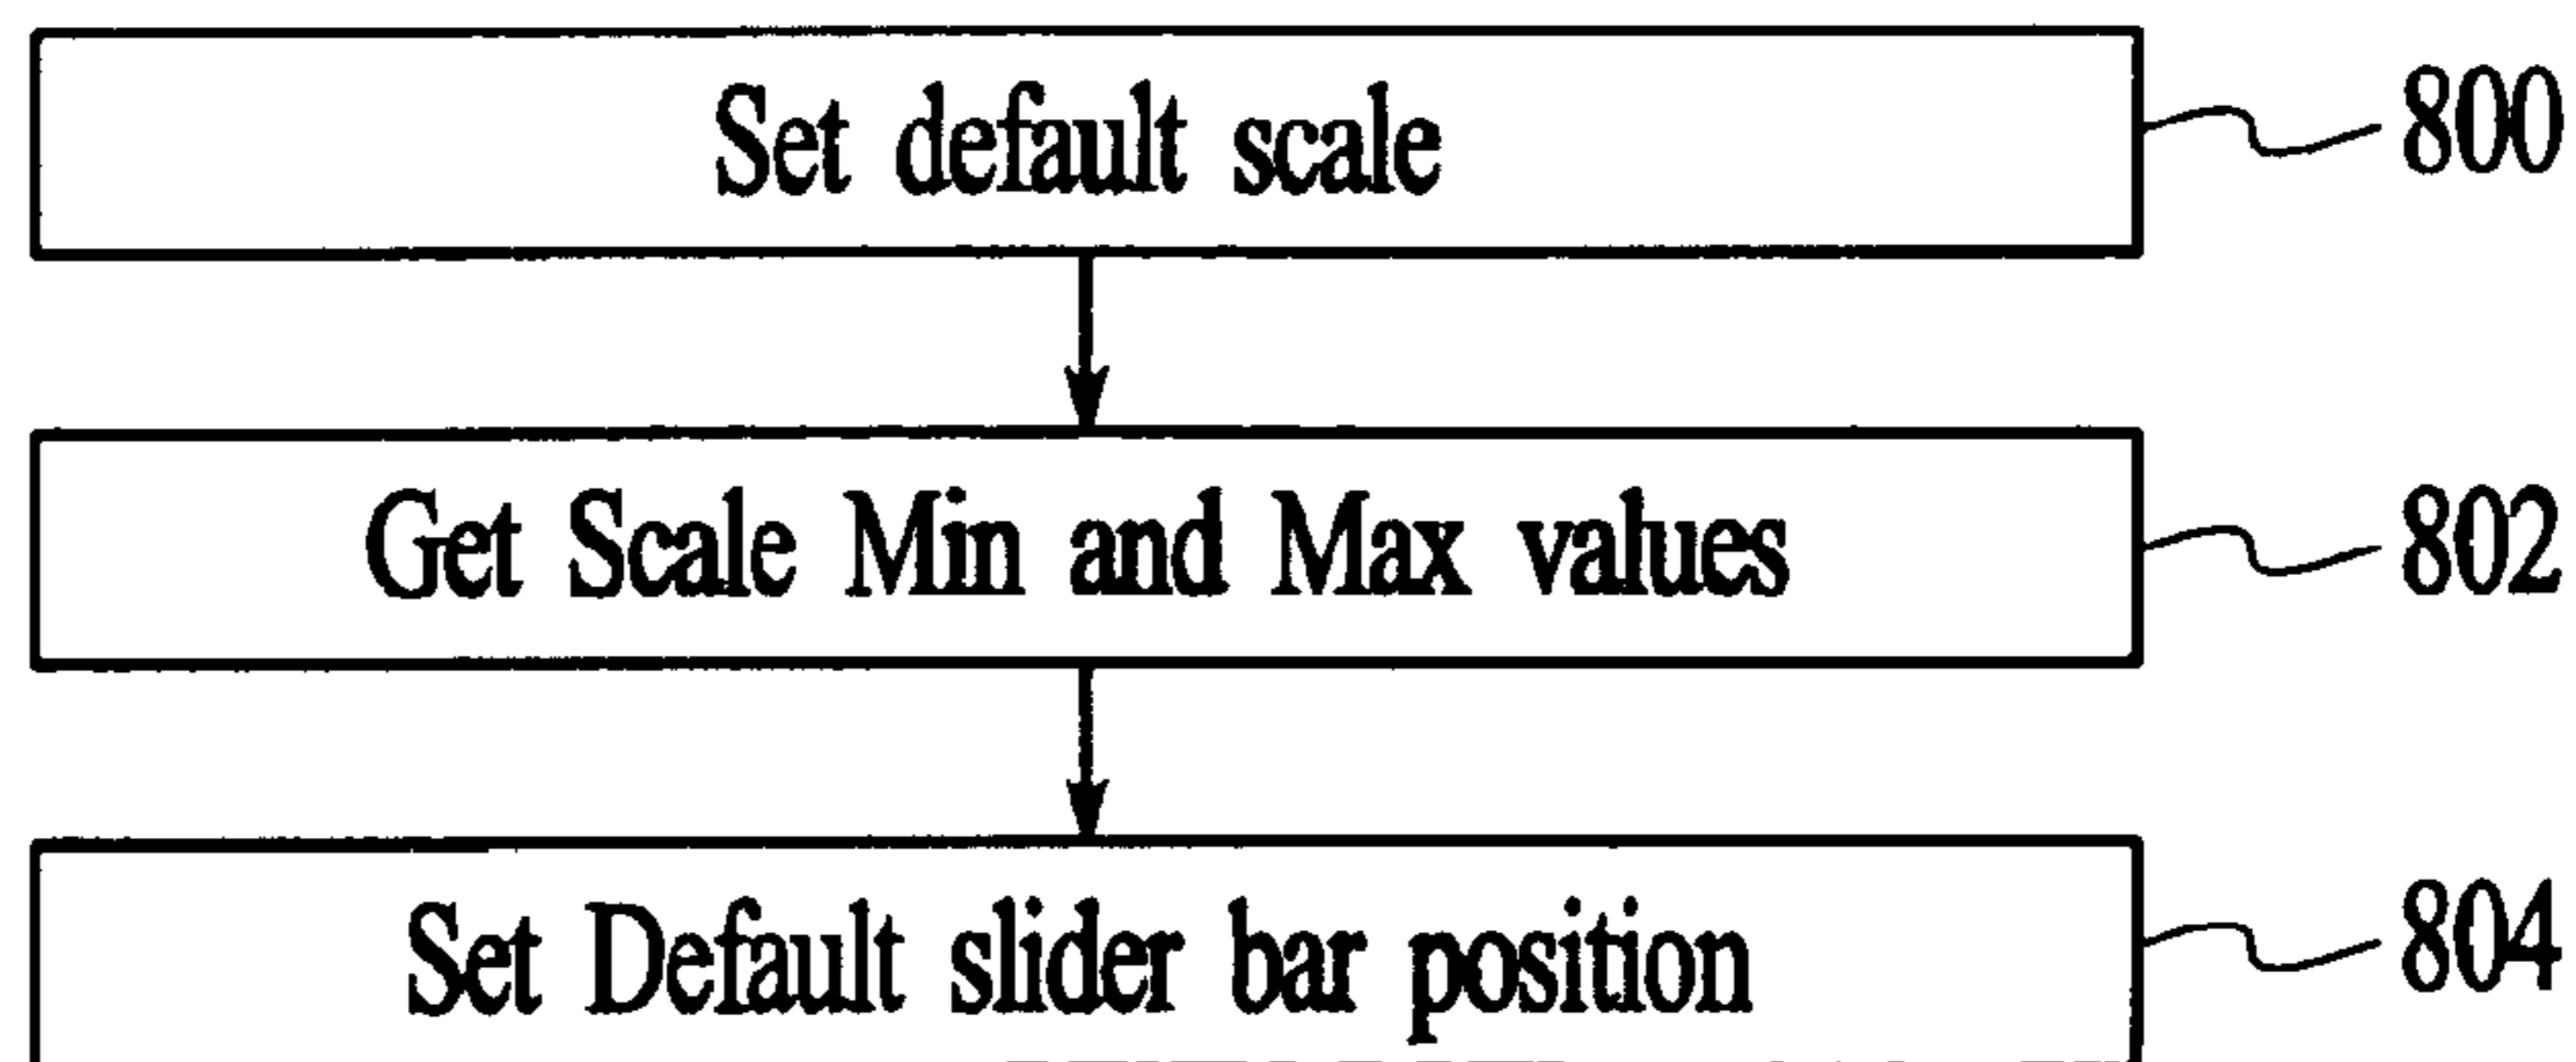 Set default scale 800
Get Scale Min and Max values 802
Set Default slider bar position 804